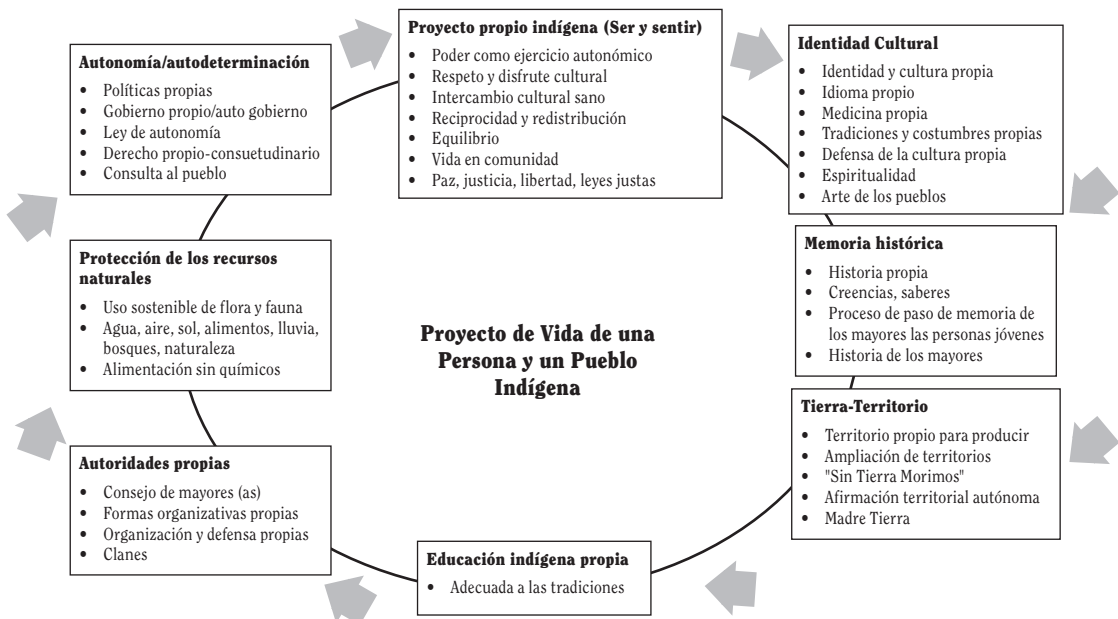 Proyecto propio indígena (Ser y sentir)
• Poder como ejercicio autonómico
• Respeto y disfrute cultural
• Intercambio cultural sano
• Reciprocidad y redistribución
• Equilibrio
• Vida en comunidad
• Paz, justicia, libertad, leyes justas
Identidad Cultural
• Identidad y cultura propia
• Idioma propio
• Medicina propia
• Tradiciones y costumbres propias
• Defensa de la cultura propia
• Espiritualidad
• Arte de los pueblos
Memoria histórica
• Historia propia
• Creencias, saberes
• Proceso de paso de memoria de
los mayores las personas jóvenes
• Historia de los mayores
Tierra-Territorio
• Territorio propio para producir
• Ampliación de territorios
• "Sin Tierra Morimos"
• Afirmación territorial autónoma
• Madre Tierra
Educación indígena propia
• Adecuada a las tradiciones
Autoridades propias
• Consejo de mayores (as)
• Formas organizativas propias
• Organización y defensa propias
• Clanes
Protección de los recursos
naturales
• Uso sostenible de flora y fauna
• Agua, aire, sol, alimentos, lluvia,
bosques, naturaleza
• Alimentación sin químicos
Autonomía/autodeterminación
• Políticas propias
• Gobierno propio/auto gobierno
• Ley de autonomía
• Derecho propio-consuetudinario
• Consulta al pueblo
Proyecto de Vida de una
Persona y un Pueblo
Indígena